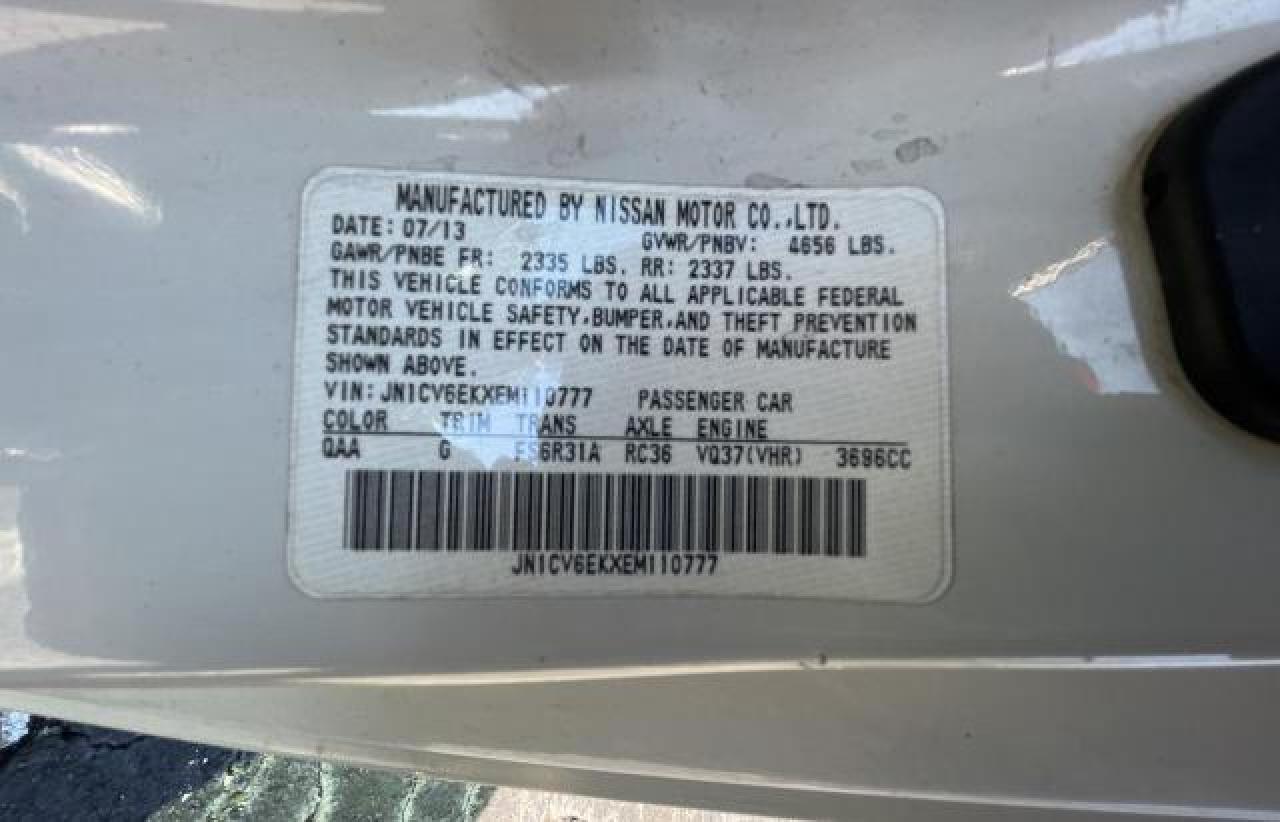 MANUFACTURED BY NISSAN MOTOR CO.,LTD.
DATE: 07/13 GVWR/PNBV: 4656 LBS.
GAWR/PNBE FR: 2335 LBS. RR: 2337 LBS.
THIS VEHICLE CONFORMS TO ALL APPLICABLE FEDERAL
MOTOR VEHICLE SAFETY,BUMPER,AND THEFT PREVENTION
STANDARDS IN EFFECT ON THE DATE OF MANUFACTURE
SHOWN ABOVE.
VIN: JN1CV6EKXEM110777 PASSENGER CAR
COLOR TRIM TRANS AXLE ENGINE
QAA G FS6R31A RC36 VQ37(VHR) 3696CC
JN1CV6EKXEM110777